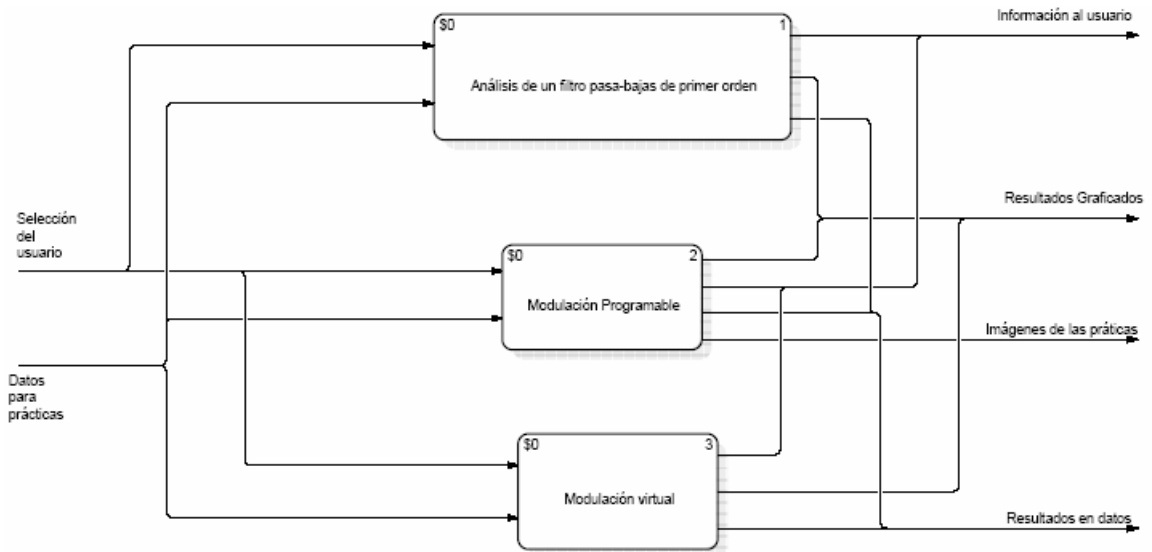 Información al usuario
$0 1
Análisis de un filtro pasa-bajas de primer orden
Resultados Graficados
Selección
del
usuario
$0 2
Modulación Programable
Imágenes de las práticas
Datos
para
prácticas
$0 3
Modulación virtual
Resultados en datos